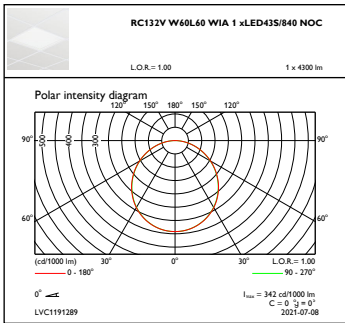 RC132V W60L60 WIA 1 xLED43S/840 NOC
L.O.R.= 1.00 1 x 4300 lm
Polar intensity diagram
120° 150° 180° 150° 120°
90° 500 400 300 90°
60° 60°
(cd/1000 lm) 30° 0° 30° L.O.R.= 1.00
0 - 180° 90 - 270°
0° Imax = 342 cd/1000 lm
C = 0 °g = 0°
LVC1191289 2021-07-08